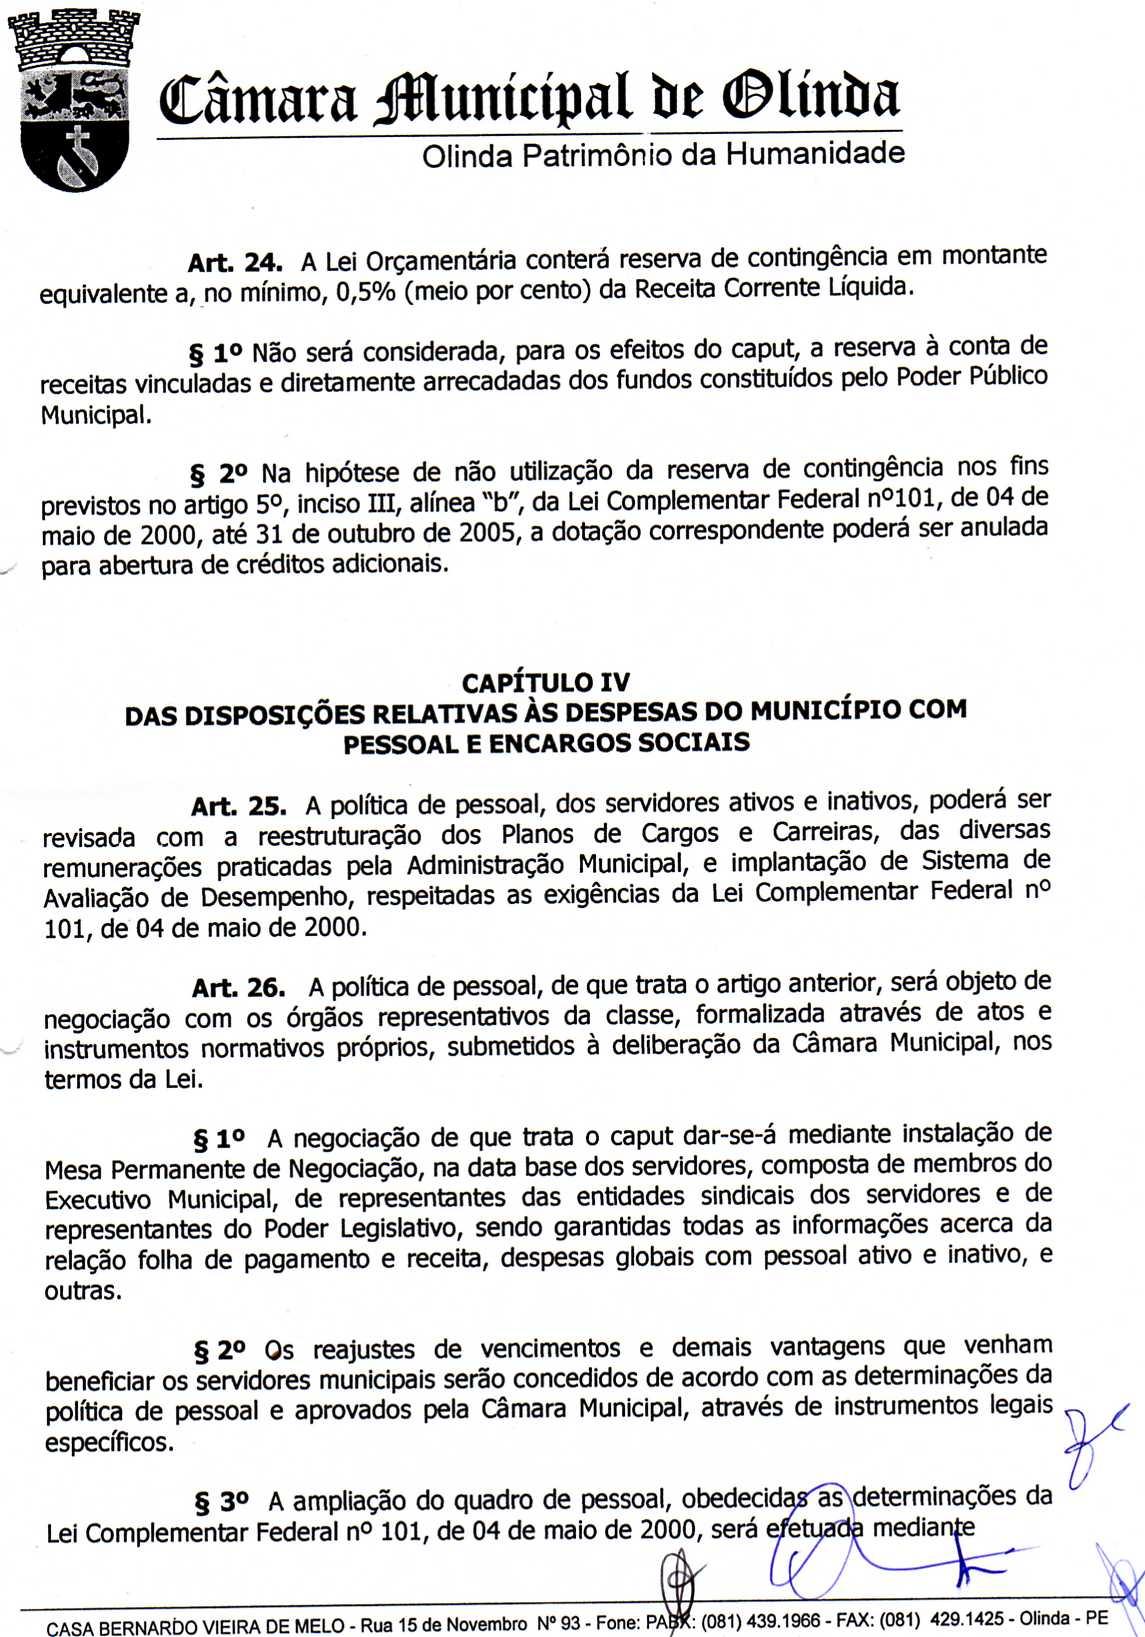 Câmara Municipal de Olinda
Olinda Patrimônio da Humanidade
Art. 24. A Lei Orçamentária conterá reserva de contingência em montante
equivalente a, no mínimo, 0,5% (meio por cento) da Receita Corrente Líquida.
§ 1º Não será considerada, para os efeitos do caput, a reserva à conta de
receitas vinculadas e diretamente arrecadadas dos fundos constituídos pelo Poder Público
Municipal.
§ 2º Na hipótese de não utilização da reserva de contingência nos fins
previstos no artigo 5º, inciso III, alínea “b”, da Lei Complementar Federal nº101, de 04 de
maio de 2000, até 31 de outubro de 2005, a dotação correspondente poderá ser anulada
para abertura de créditos adicionais.
CAPÍTULO IV
DAS DISPOSIÇÕES RELATIVAS ÀS DESPESAS DO MUNICÍPIO COM
PESSOAL E ENCARGOS SOCIAIS
Art. 25. A política de pessoal, dos servidores ativos e inativos, poderá ser
revisada com a reestruturação dos Planos de Cargos e Carreiras, das diversas
remunerações praticadas pela Administração Municipal, e implantação de Sistema de
Avaliação de Desempenho, respeitadas as exigências da Lei Complementar Federal nº
101, de 04 de maio de 2000.
Art. 26. A política de pessoal, de que trata o artigo anterior, será objeto de
negociação com os órgãos representativos da classe, formalizada através de atos e
instrumentos normativos próprios, submetidos à deliberação da Câmara Municipal, nos
termos da Lei.
§ 1º A negociação de que trata o caput dar-se-á mediante instalação de
Mesa Permanente de Negociação, na data base dos servidores, composta de membros do
Executivo Municipal, de representantes das entidades sindicais dos servidores e de
representantes do Poder Legislativo, sendo garantidas todas as informações acerca da
relação folha de pagamento e receita, despesas globais com pessoal ativo e inativo, e
outras.
§ 2º Os reajustes de vencimentos e demais vantagens que venham
beneficiar os servidores municipais serão concedidos de acordo com as determinações da
política de pessoal e aprovados pela Câmara Municipal, através de instrumentos legais
específicos.
§ 3º A ampliação do quadro de pessoal, obedecidas as determinações da
Lei Complementar Federal nº 101, de 04 de maio de 2000, será efetuada mediante
CASA BERNARDO VIEIRA DE MELO - Rua 15 de Novembro Nº 93 - Fone: PABX: (081) 439.1966 - FAX: (081) 429.1425 - Olinda - PE